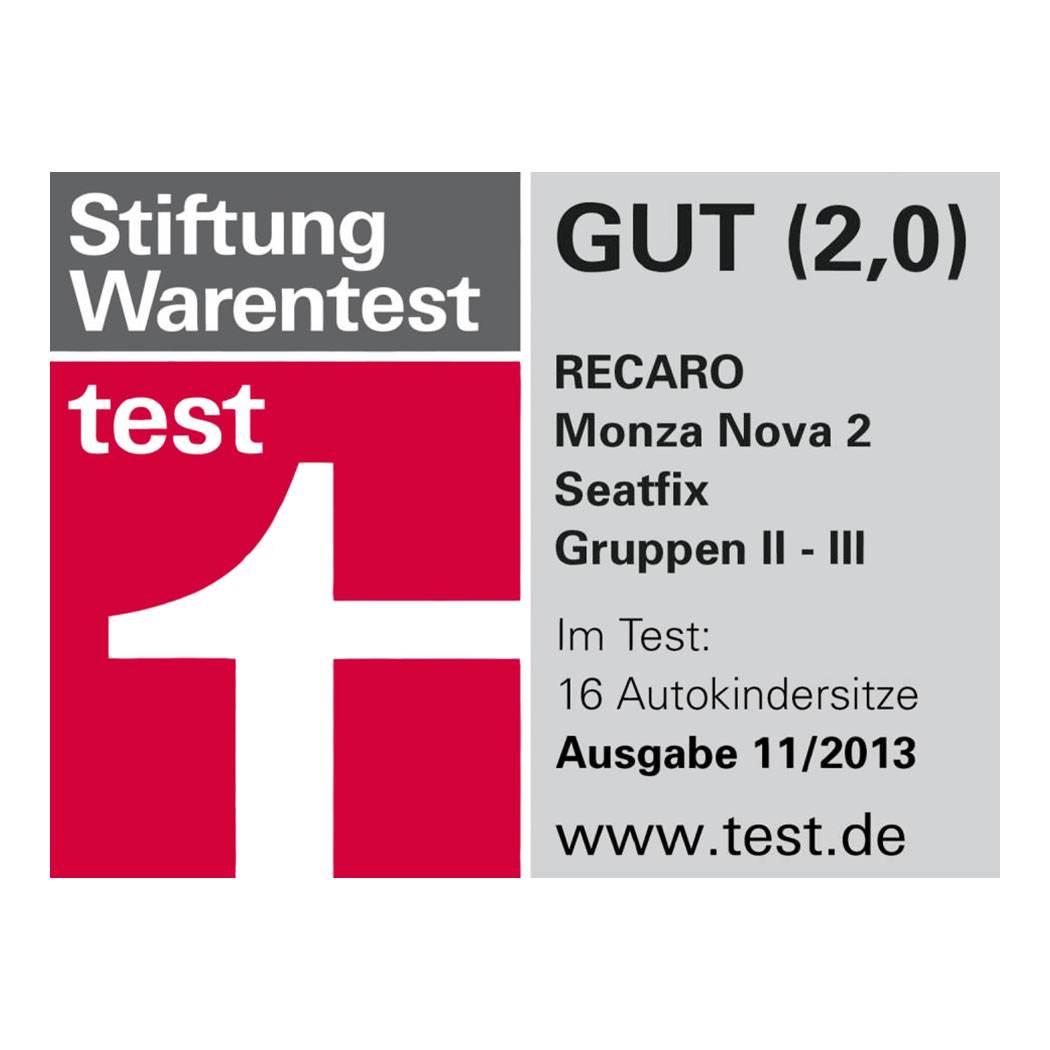 Stiftung
Warentest
test
GUT (2,0)
RECARO
Monza Nova 2
Seatfix
Gruppen II - III
Im Test:
16 Autokindersitze
Ausgabe 11/2013
www.test.de